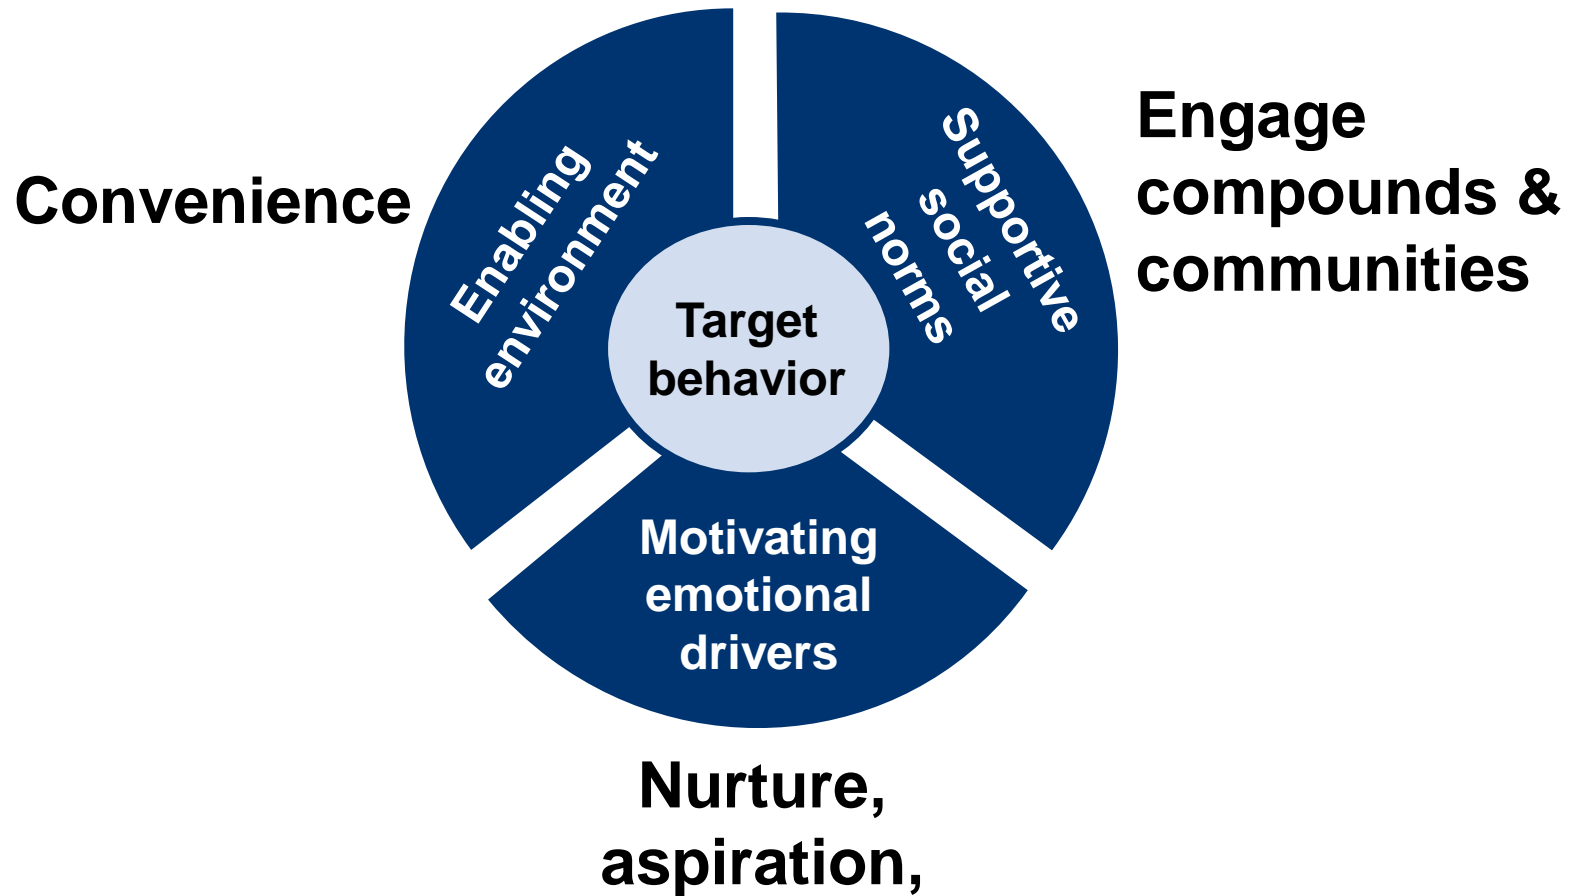 Convenience
Enabling
environment
Supportive
social
norms
Engage
compounds &
communities
Target
behavior
Motivating
emotional
drivers
Nurture,
aspiration,